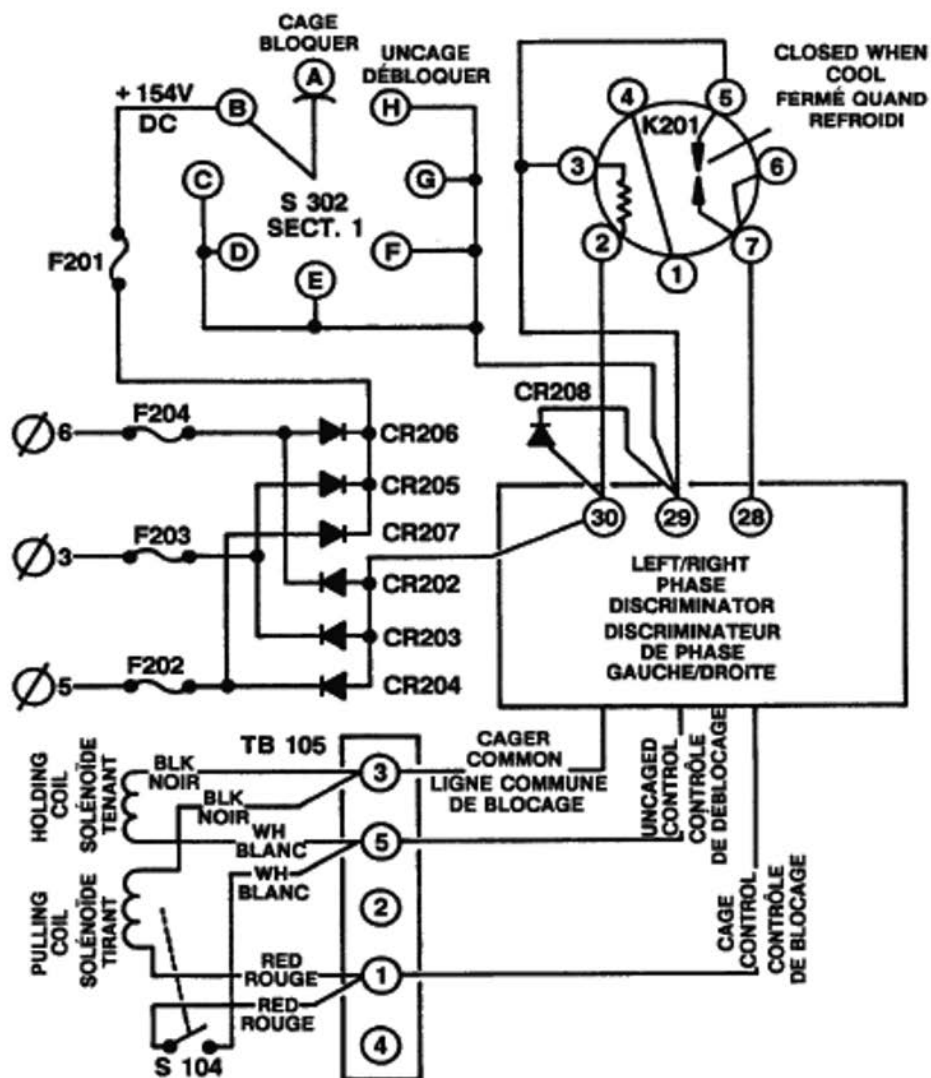 CAGE
BLOQUER
UNCAGE
DÉBLOQUER
CLOSED WHEN
COOL
FERMÉ QUAND
REFROIDI
+ 154V
DC
A
B
H
C
G
D
F
E
S 302
SECT. 1
F201
4
5
K201
3
6
2
1
7
CR208
F204
6
CR206
CR205
F203
3
CR207
CR202
CR203
F202
5
CR204
30
29
28
LEFT/RIGHT
PHASE
DISCRIMINATOR
DISCRIMINATEUR
DE PHASE
GAUCHE/DROITE
TB 105
HOLDING
COIL
SOLÉNOÏDE
TENANT
BLK
NOIR
BLK
NOIR
WH
BLANC
WH
BLANC
3
5
2
1
4
CAGER
COMMON
LIGNE COMMUNE
DE BLOCAGE
UNCAGED
CONTROL
CONTRÔLE
DE DEBLOCAGE
CAGE
CONTROL
CONTRÔLE
DE BLOCAGE
PULLING
COIL
SOLÉNOÏDE
TIRANT
RED
ROUGE
RED
ROUGE
S 104